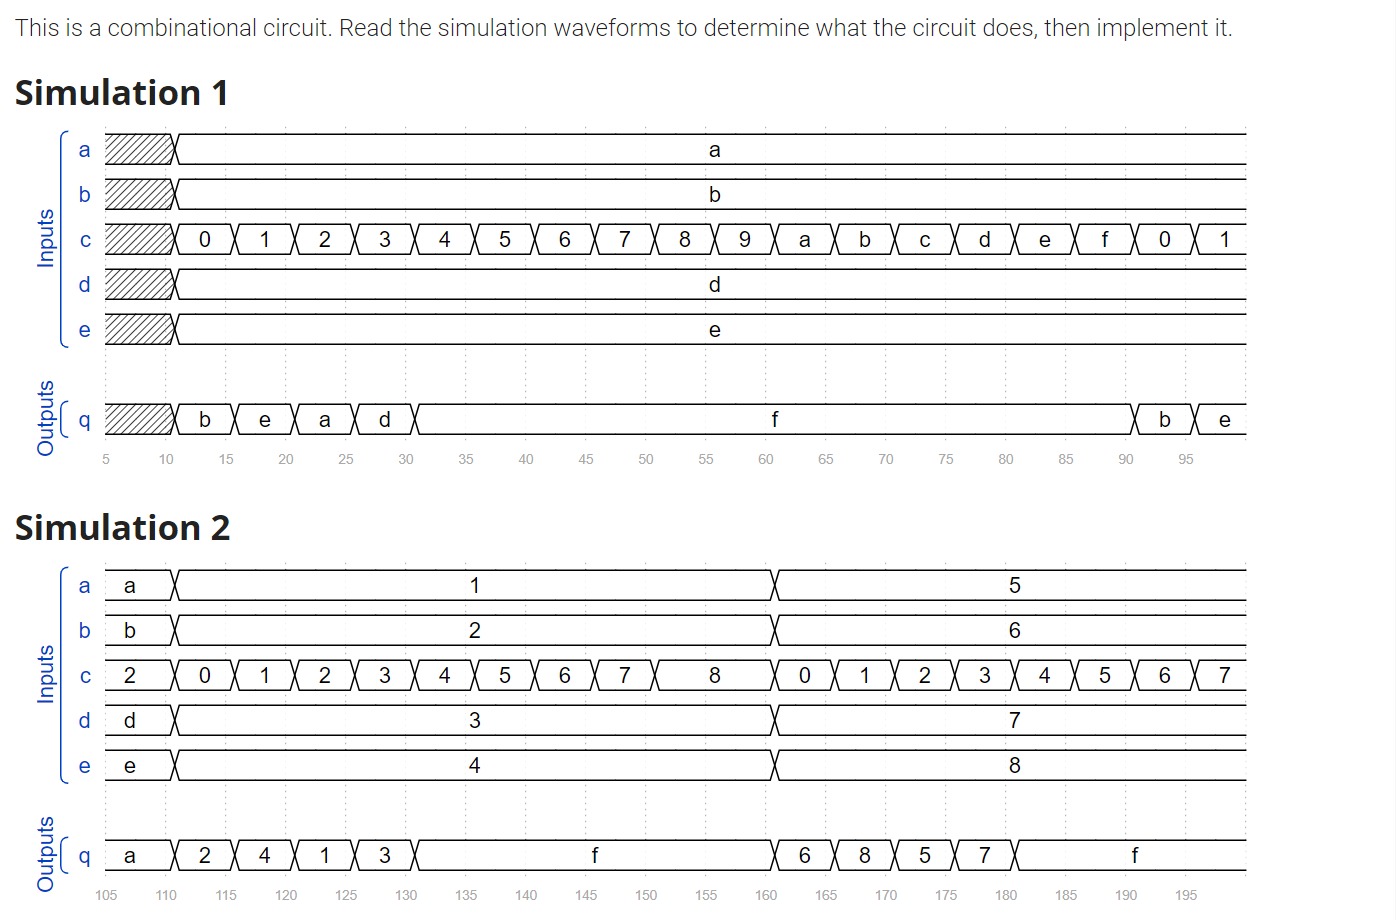 This is a combinational circuit. Read the simulation waveforms to determine what the circuit does, then implement it.
Simulation 1
Inputs
a a
b b
c 0 1 2 3 4 5 6 7 8 9 a b c d e f 0 1
d d
e e
Outputs
q b e a d f b e
5 10 15 20 25 30 35 40 45 50 55 60 65 70 75 80 85 90 95
Simulation 2
Inputs
a a 1 5
b b 2 6
c 2 0 1 2 3 4 5 6 7 8 0 1 2 3 4 5 6 7
d d 3 7
e e 4 8
Outputs
q a 2 4 1 3 f 6 8 5 7 f
105 110 115 120 125 130 135 140 145 150 155 160 165 170 175 180 185 190 195